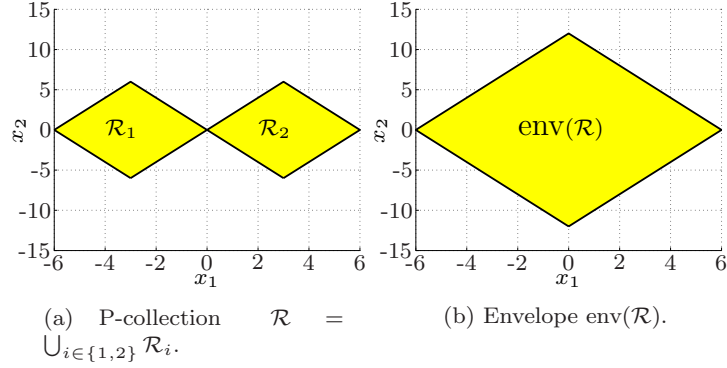 15
10
5
0
-5
-10
-15
-6 -4 -2 0 2 4 6
x₁
x₂
ℛ₁
ℛ₂
(a) P-collection ℛ =
⋃ᵢ∈{1,2} ℛᵢ.
15
10
5
0
-5
-10
-15
-6 -4 -2 0 2 4 6
x₁
x₂
env(ℛ)
(b) Envelope env(ℛ).